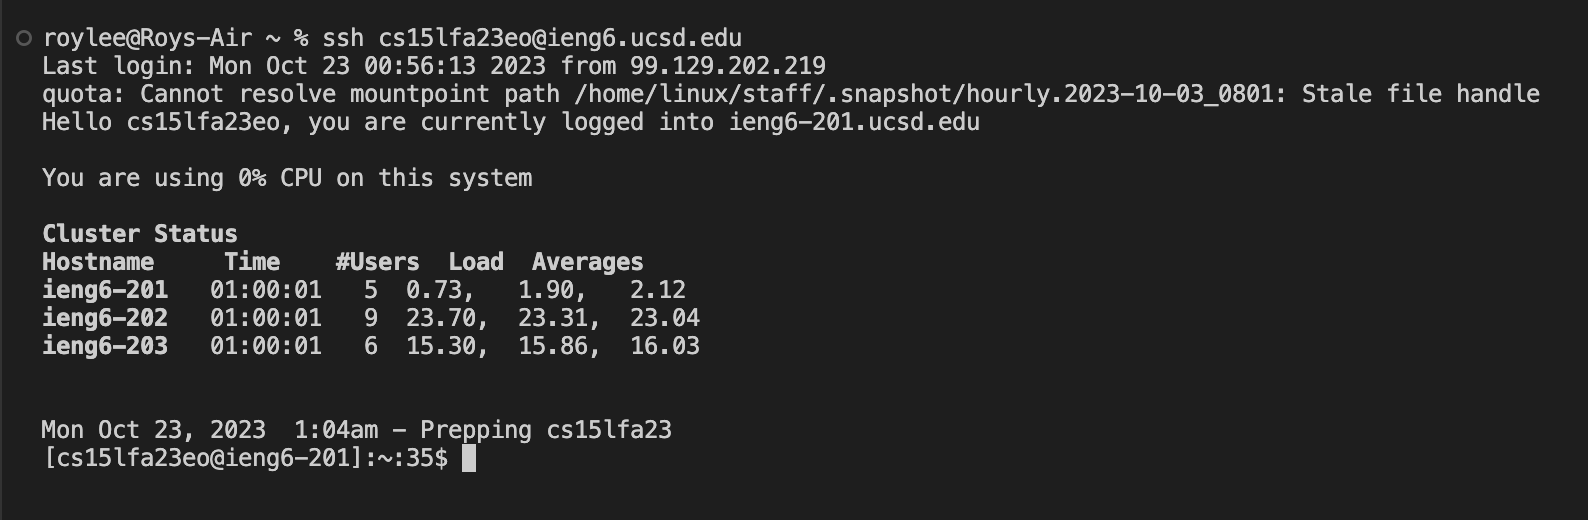 roylee@Roys-Air ~ % ssh cs15lfa23eo@ieng6.ucsd.edu
Last login: Mon Oct 23 00:56:13 2023 from 99.129.202.219
quota: Cannot resolve mountpoint path /home/linux/staff/.snapshot/hourly.2023-10-03_0801: Stale file handle
Hello cs15lfa23eo, you are currently logged into ieng6-201.ucsd.edu
You are using 0% CPU on this system
Cluster Status
Hostname     Time    #Users  Load  Averages
ieng6-201   01:00:01   5  0.73,   1.90,   2.12
ieng6-202   01:00:01   9  23.70,  23.31,  23.04
ieng6-203   01:00:01   6  15.30,  15.86,  16.03
Mon Oct 23, 2023  1:04am - Prepping cs15lfa23
[cs15lfa23eo@ieng6-201]:~:35$